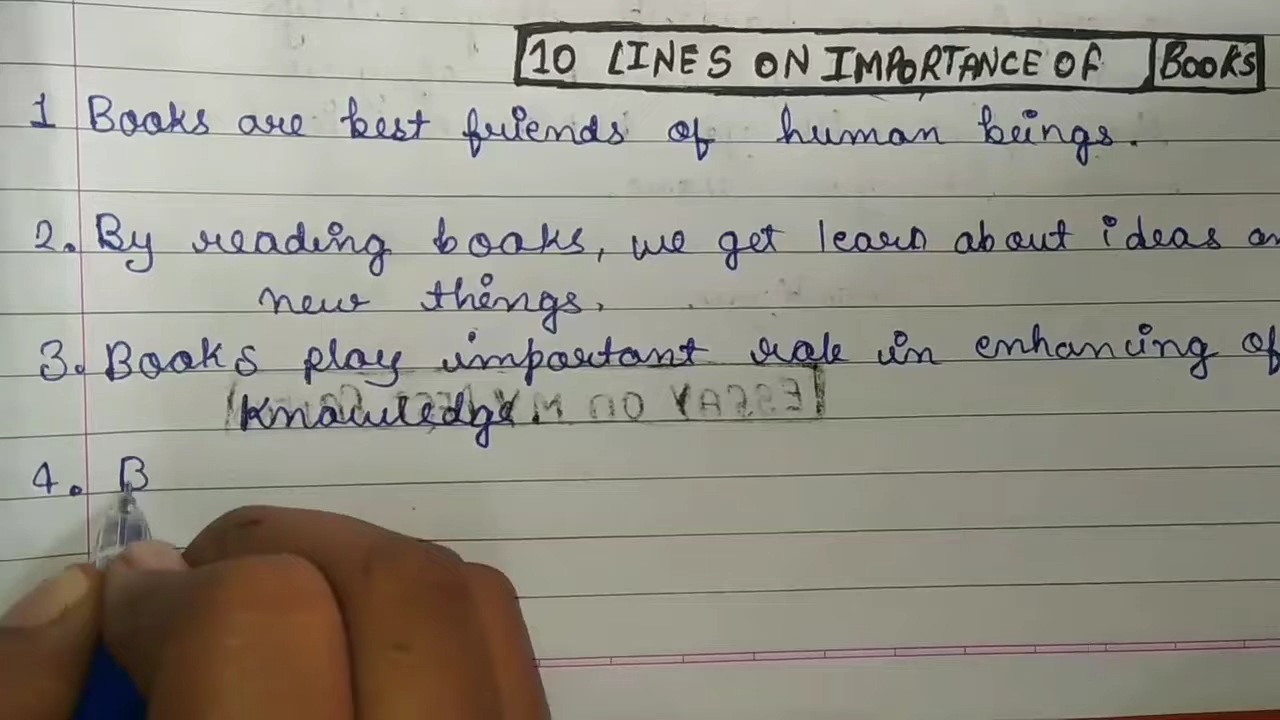 10 LINES ON IMPORTANCE OF Books
1 Books are best friends of human beings.
2. By reading books, we get learn about ideas
new things.
3. Books play important role in enhancing of
knowledge.
4. B